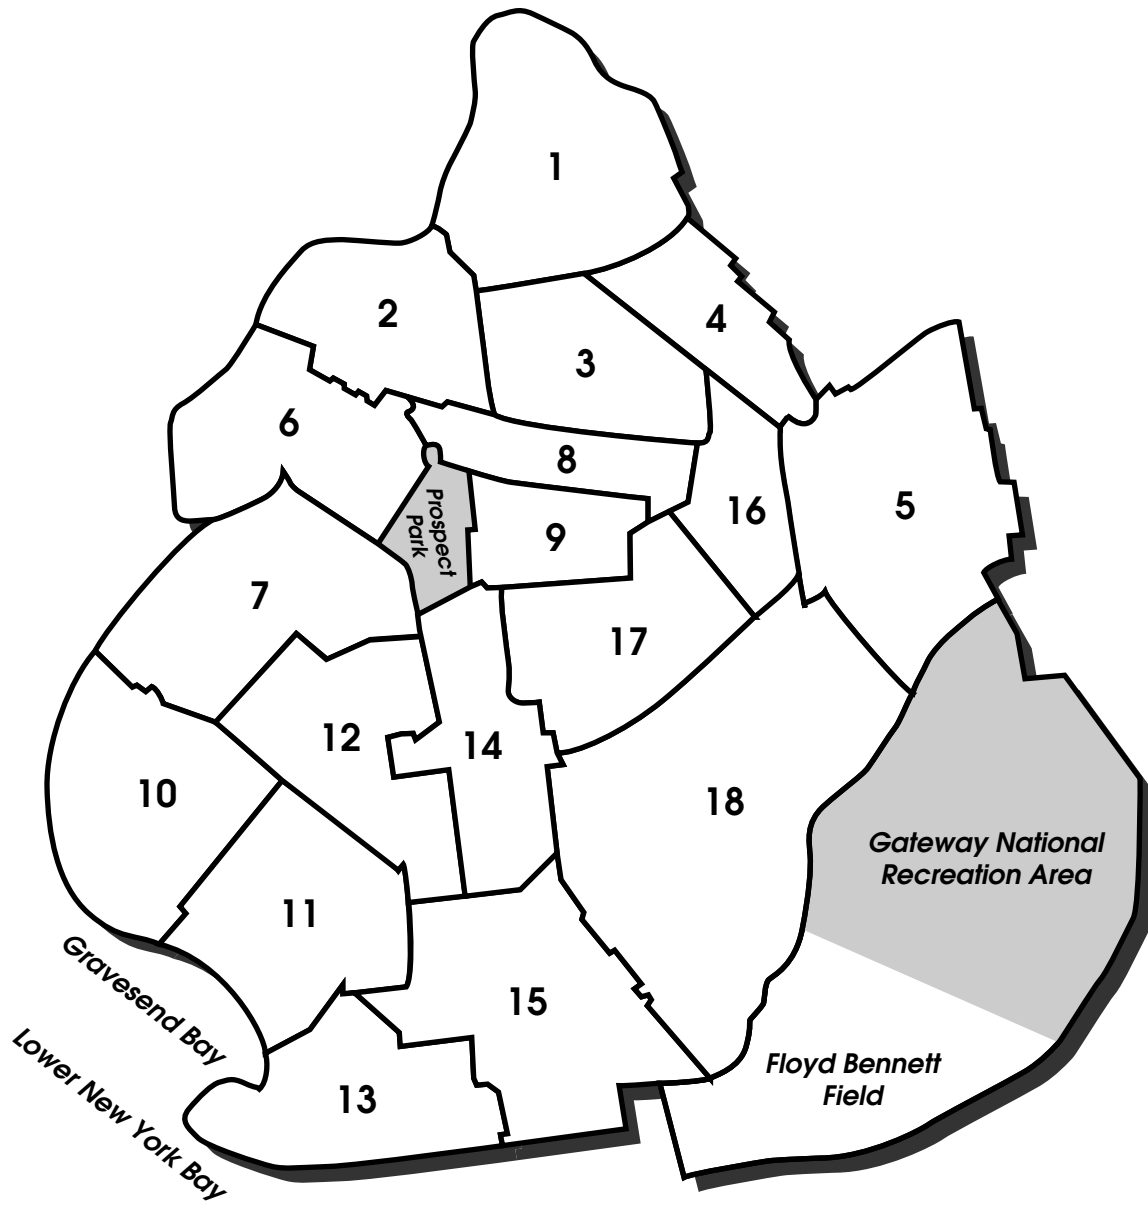 1
2
3
4
6
8
5
16
9
Prospect
Park
7
17
12
14
10
18
Gateway National
Recreation Area
11
Gravesend Bay
15
Lower New York Bay
13
Floyd Bennett
Field